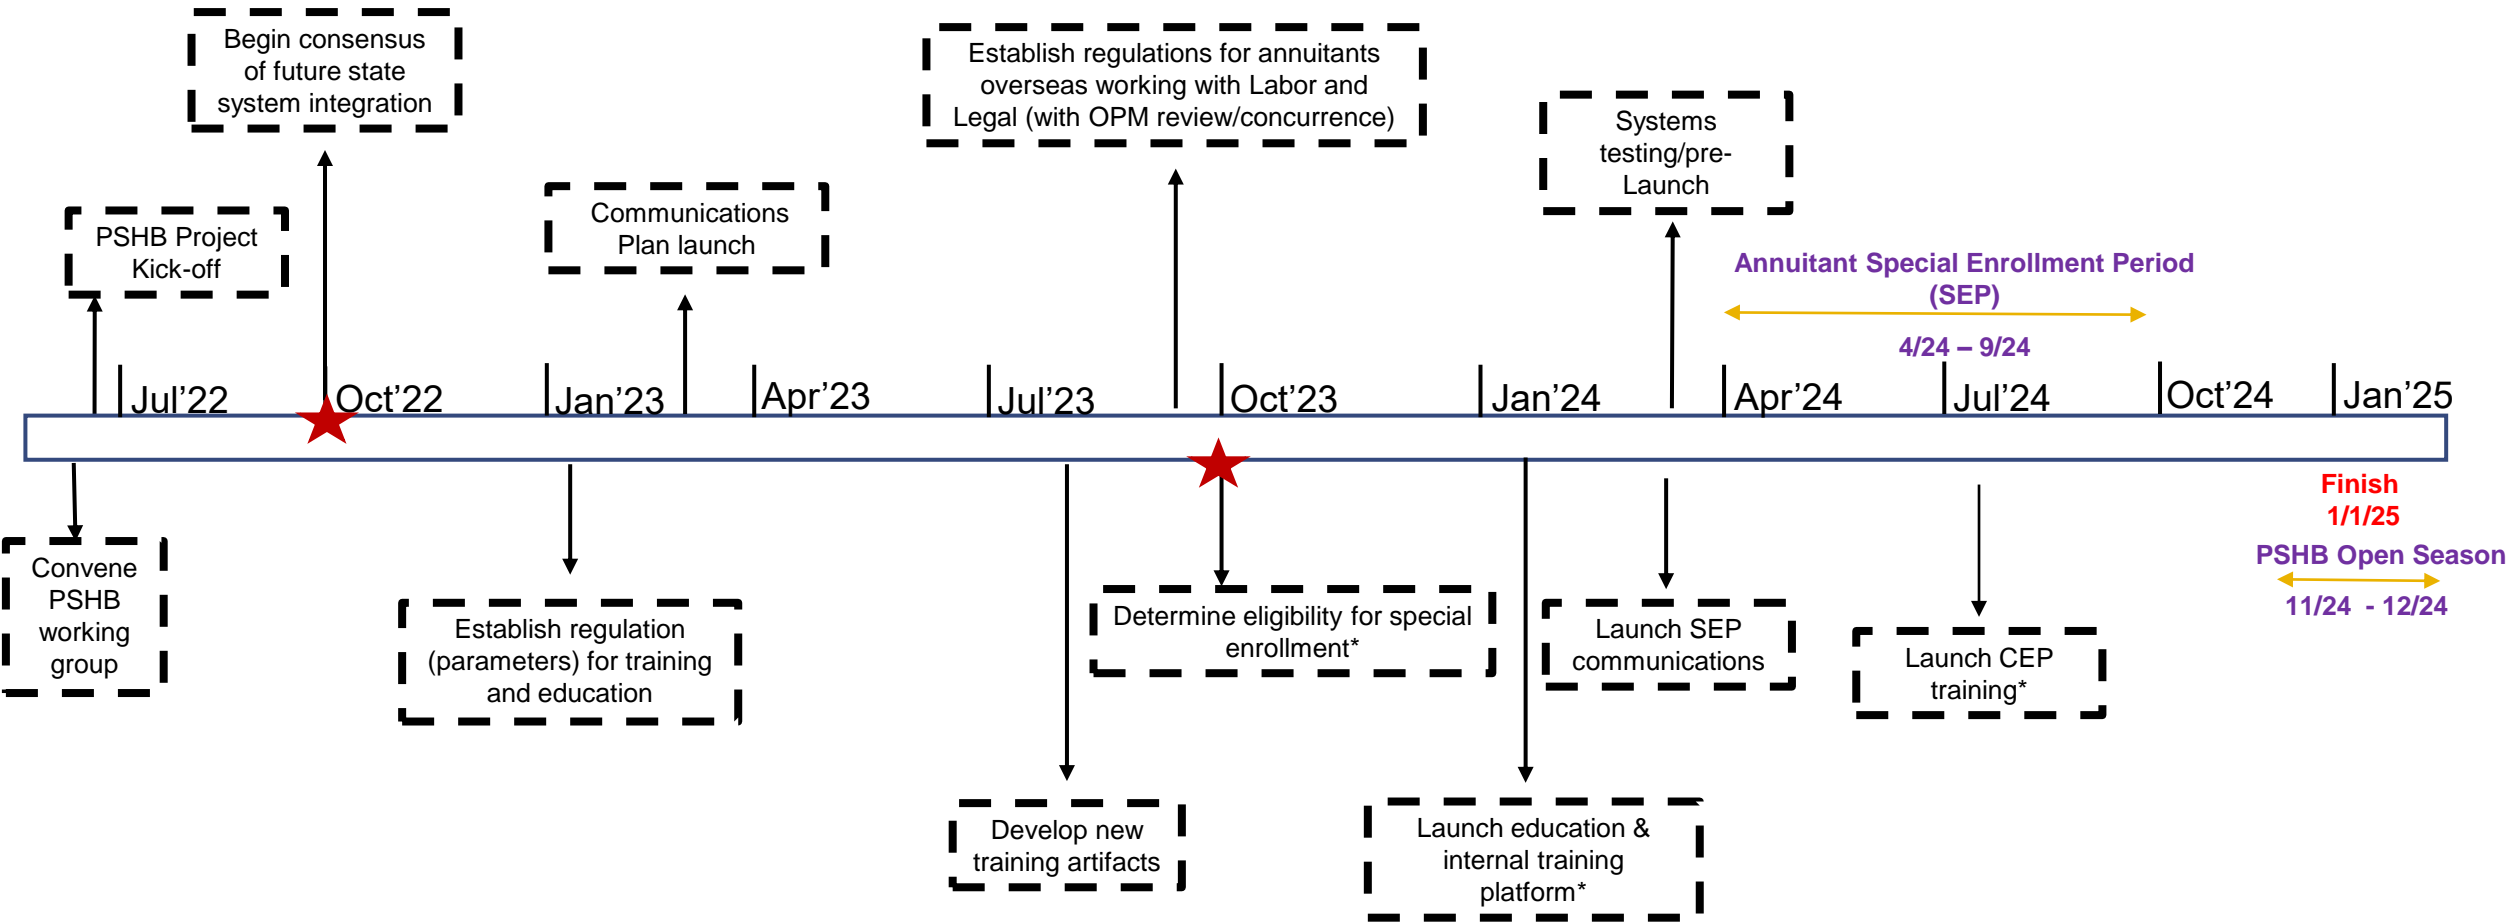 Begin consensus
of future state
system integration
Establish regulations for annuitants
overseas working with Labor and
Legal (with OPM review/concurrence)
Systems
testing/pre-
Launch
PSHB Project
Kick-off
Communications
Plan launch
Annuitant Special Enrollment Period
(SEP)
4/24 – 9/24
Jul’22
Oct’22
Jan’23
Apr’23
Jul’23
Oct’23
Jan’24
Apr’24
Jul’24
Oct’24
Jan’25
Finish
1/1/25
PSHB Open Season
11/24  - 12/24
Convene
PSHB
working
group
Establish regulation
(parameters) for training
and education
Determine eligibility for special
enrollment*
Launch SEP
communications
Launch CEP
training*
Develop new
training artifacts
Launch education &
internal training
platform*